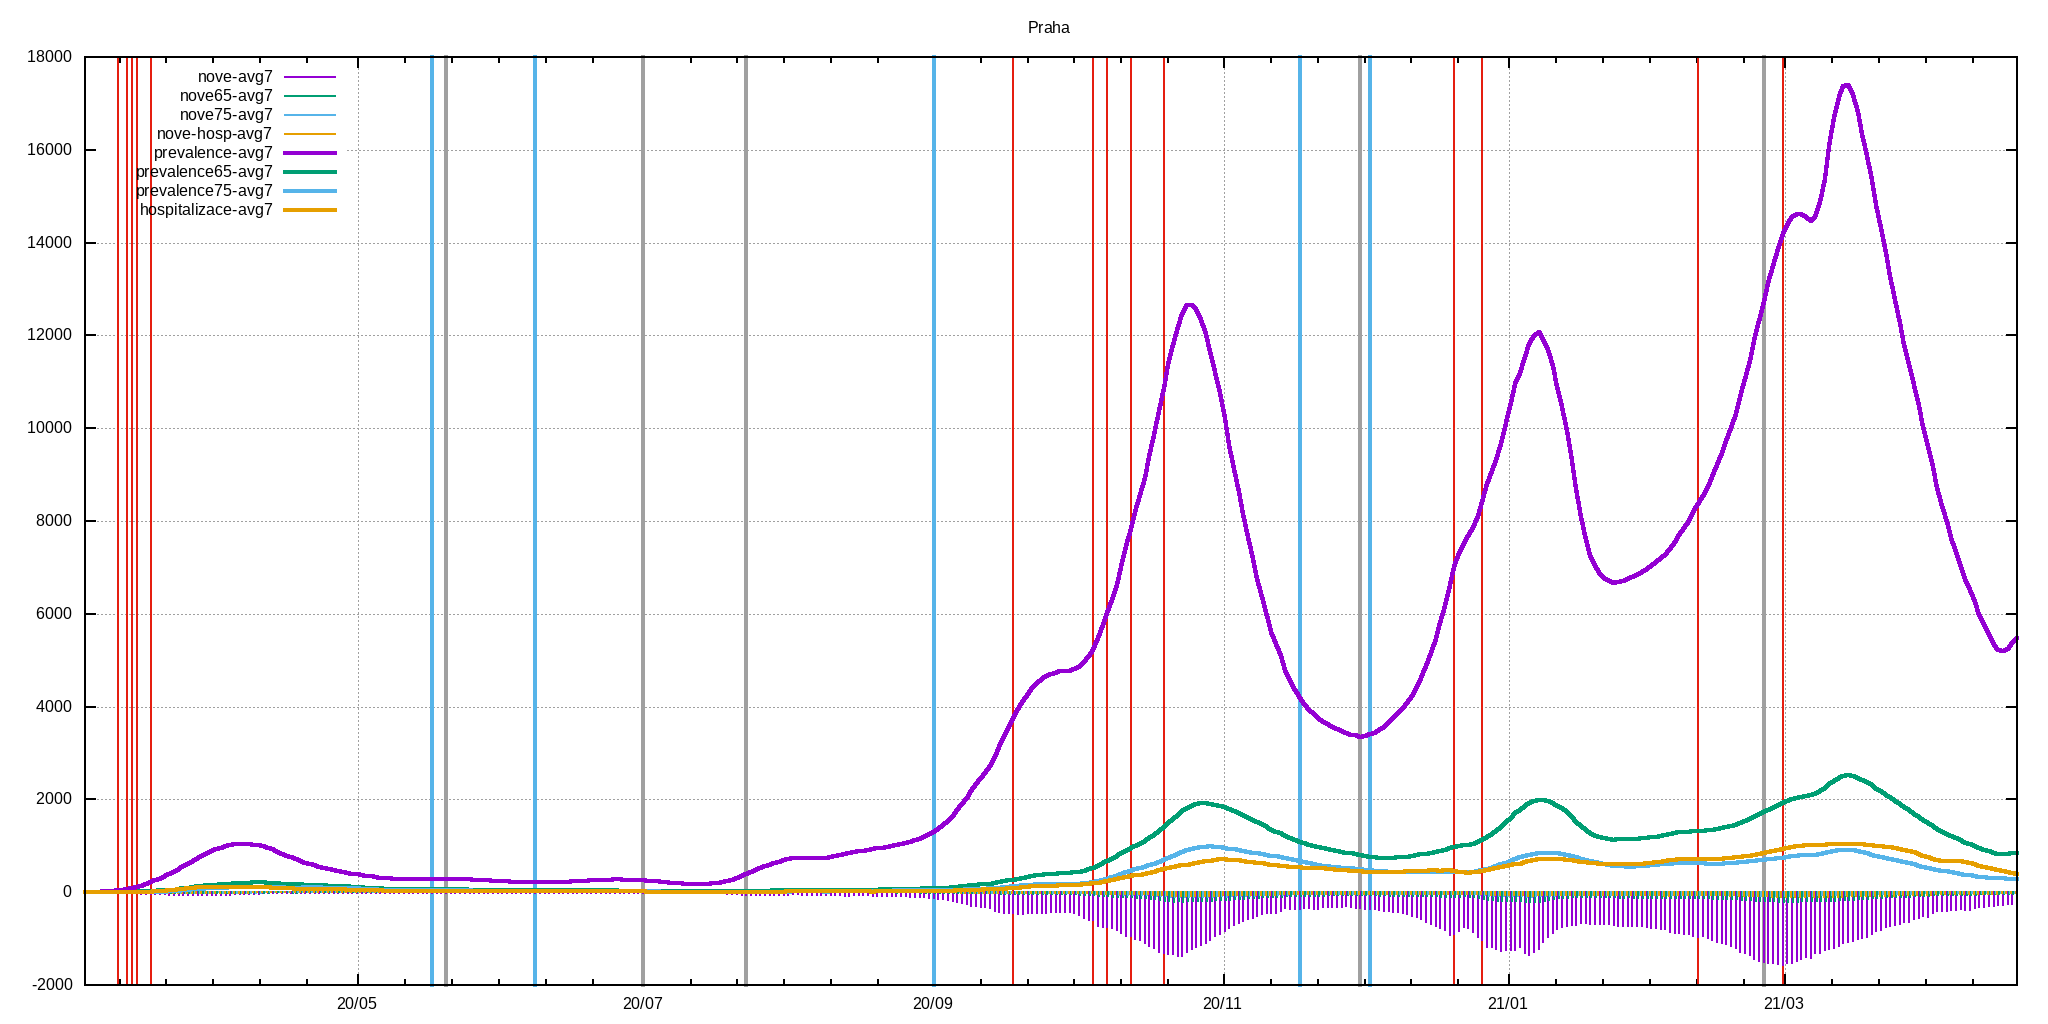 Praha
18000
16000
14000
12000
10000
8000
6000
4000
2000
0
-2000
nove-avg7
nove65-avg7
nove75-avg7
nove-hosp-avg7
prevalence-avg7
prevalence65-avg7
prevalence75-avg7
hospitalizace-avg7
20/05 20/07 20/09 20/11 21/01 21/03